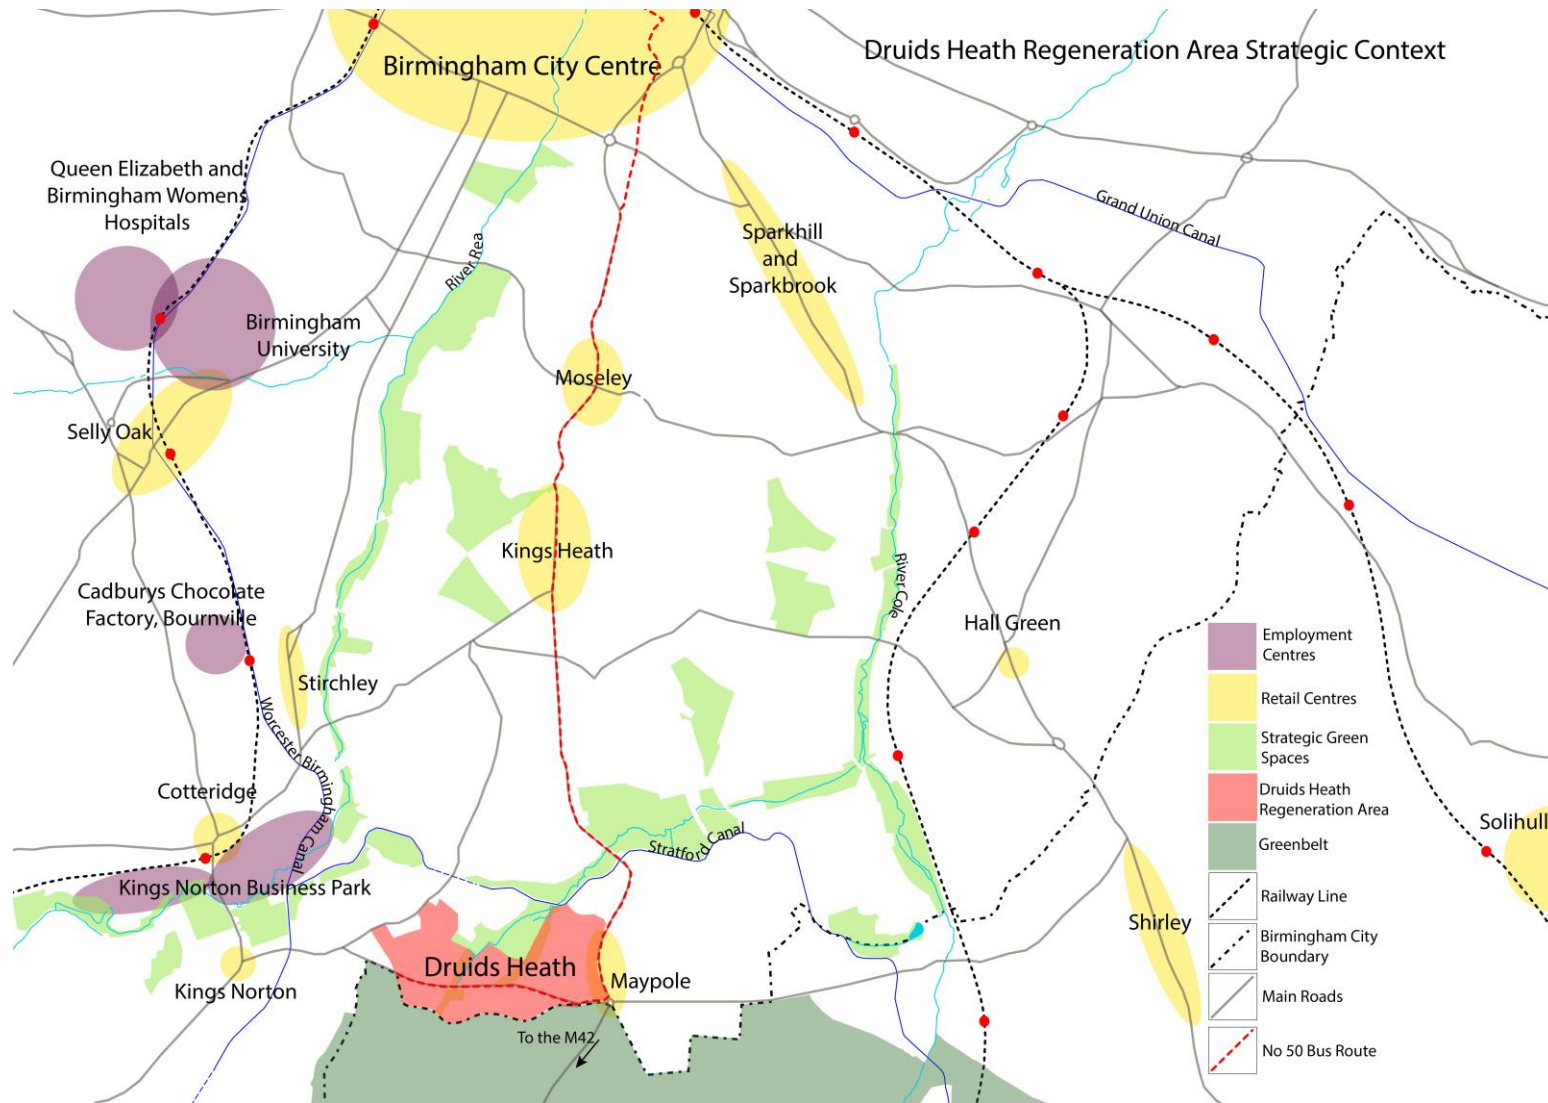 Druids Heath Regeneration Area Strategic Context
Birmingham City Centre
Queen Elizabeth and
Birmingham Womens
Hospitals
Grand Union Canal
River Rea
Sparkhill
and
Sparkbrook
Birmingham
University
Moseley
Selly Oak
Kings Heath
River Cole
Cadburys Chocolate
Factory, Bournville
Hall Green
Stirchley
Worcester Birmingham Canal
Cotteridge
Stratford Canal
Solihull
Kings Norton Business Park
Shirley
Druids Heath
Maypole
Kings Norton
To the M42
Employment
Centres
Retail Centres
Strategic Green
Spaces
Druids Heath
Regeneration Area
Greenbelt
Railway Line
Birmingham City
Boundary
Main Roads
No 50 Bus Route